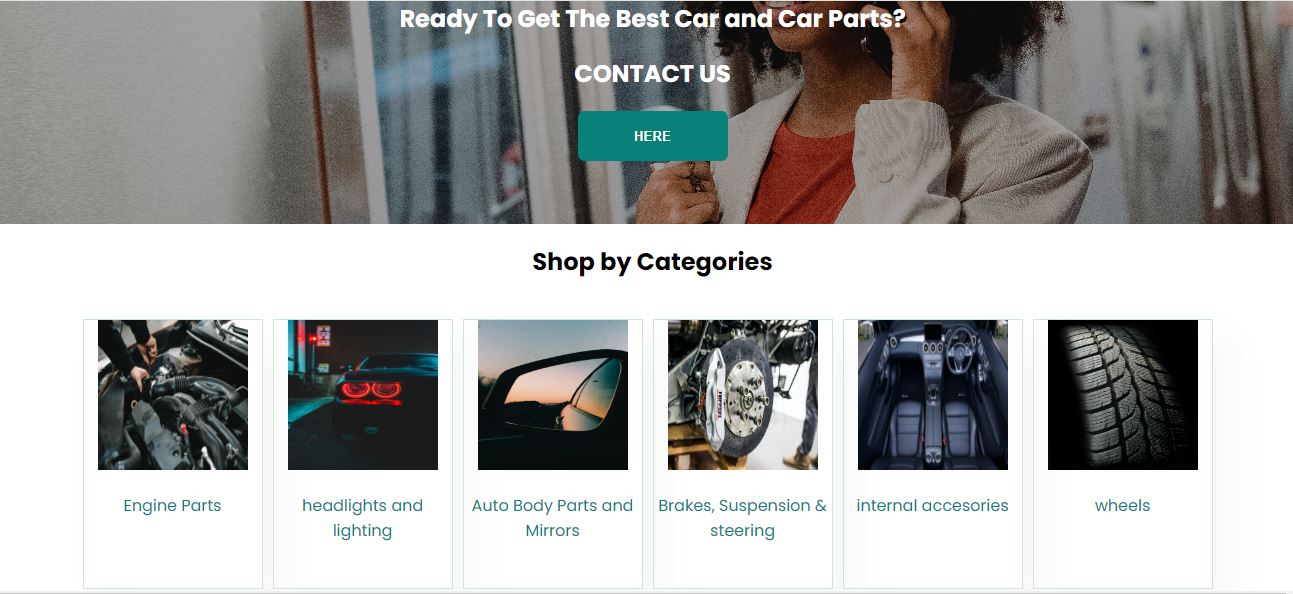 Ready To Get The Best Car and Car Parts?
CONTACT US
HERE
Shop by Categories
Engine Parts
headlights and
lighting
Auto Body Parts and
Mirrors
Brakes, Suspension &
steering
internal accesories
wheels